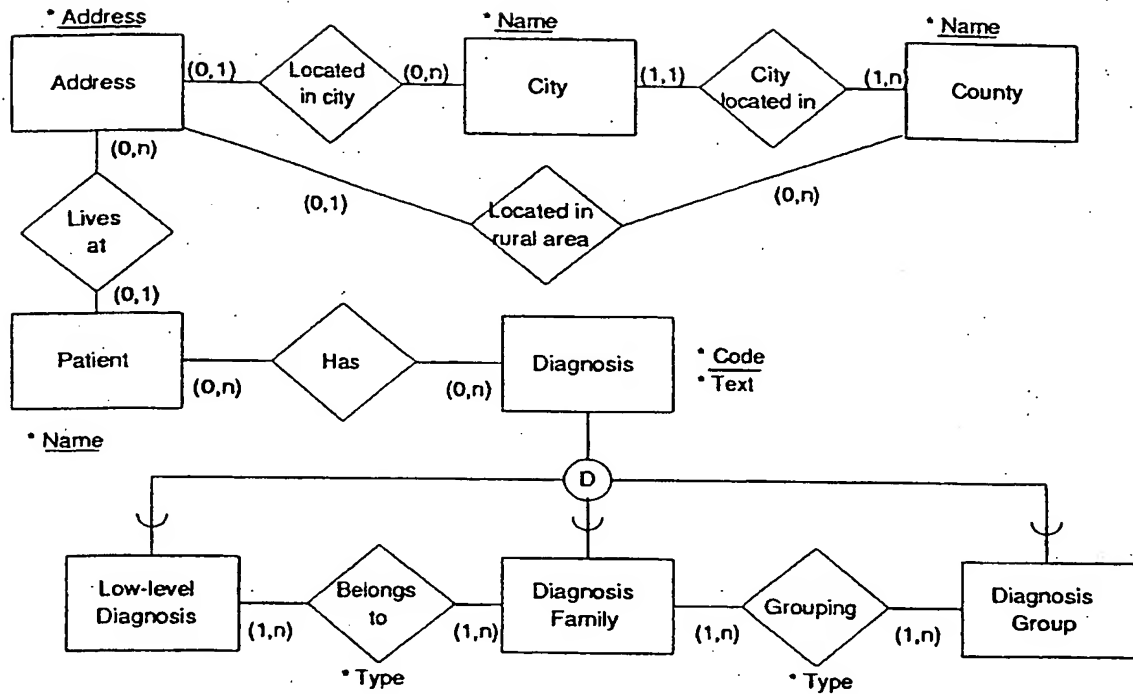 * Address
* Name
* Name
Address
(0,1)
Located
in city
(0,n)
City
(1,1)
City
located in
(1,n)
County
(0,n)
(0,1)
Located in
rural area
(0,n)
Lives
at
(0,1)
Patient
(0,n)
Has
(0,n)
Diagnosis
* Code
* Text
* Name
D
Low-level
Diagnosis
(1,n)
Belongs
to
(1,n)
* Type
Diagnosis
Family
(1,n)
Grouping
(1,n)
* Type
Diagnosis
Group